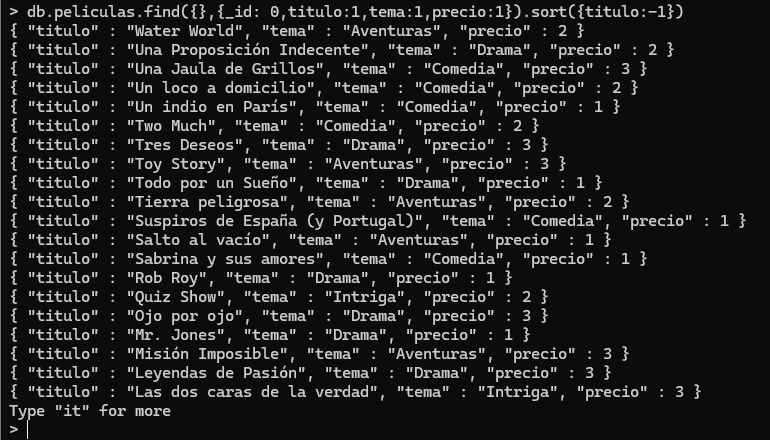 > db.peliculas.find({},{_id: 0,titulo:1,tema:1,precio:1}).sort({titulo:-1})
{ "titulo" : "Water World", "tema" : "Aventuras", "precio" : 2 }
{ "titulo" : "Una Proposición Indecente", "tema" : "Drama", "precio" : 2 }
{ "titulo" : "Una Jaula de Grillos", "tema" : "Comedia", "precio" : 3 }
{ "titulo" : "Un loco a domicilio", "tema" : "Comedia", "precio" : 2 }
{ "titulo" : "Un indio en París", "tema" : "Comedia", "precio" : 1 }
{ "titulo" : "Two Much", "tema" : "Comedia", "precio" : 2 }
{ "titulo" : "Tres Deseos", "tema" : "Drama", "precio" : 3 }
{ "titulo" : "Toy Story", "tema" : "Aventuras", "precio" : 3 }
{ "titulo" : "Todo por un Sueño", "tema" : "Drama", "precio" : 1 }
{ "titulo" : "Tierra peligrosa", "tema" : "Aventuras", "precio" : 2 }
{ "titulo" : "Suspiros de España (y Portugal)", "tema" : "Comedia", "precio" : 1 }
{ "titulo" : "Salto al vacío", "tema" : "Aventuras", "precio" : 1 }
{ "titulo" : "Sabrina y sus amores", "tema" : "Comedia", "precio" : 1 }
{ "titulo" : "Rob Roy", "tema" : "Drama", "precio" : 1 }
{ "titulo" : "Quiz Show", "tema" : "Intriga", "precio" : 2 }
{ "titulo" : "Ojo por ojo", "tema" : "Drama", "precio" : 3 }
{ "titulo" : "Mr. Jones", "tema" : "Drama", "precio" : 1 }
{ "titulo" : "Misión Imposible", "tema" : "Aventuras", "precio" : 3 }
{ "titulo" : "Leyendas de Pasión", "tema" : "Drama", "precio" : 3 }
{ "titulo" : "Las dos caras de la verdad", "tema" : "Intriga", "precio" : 3 }
Type "it" for more
>